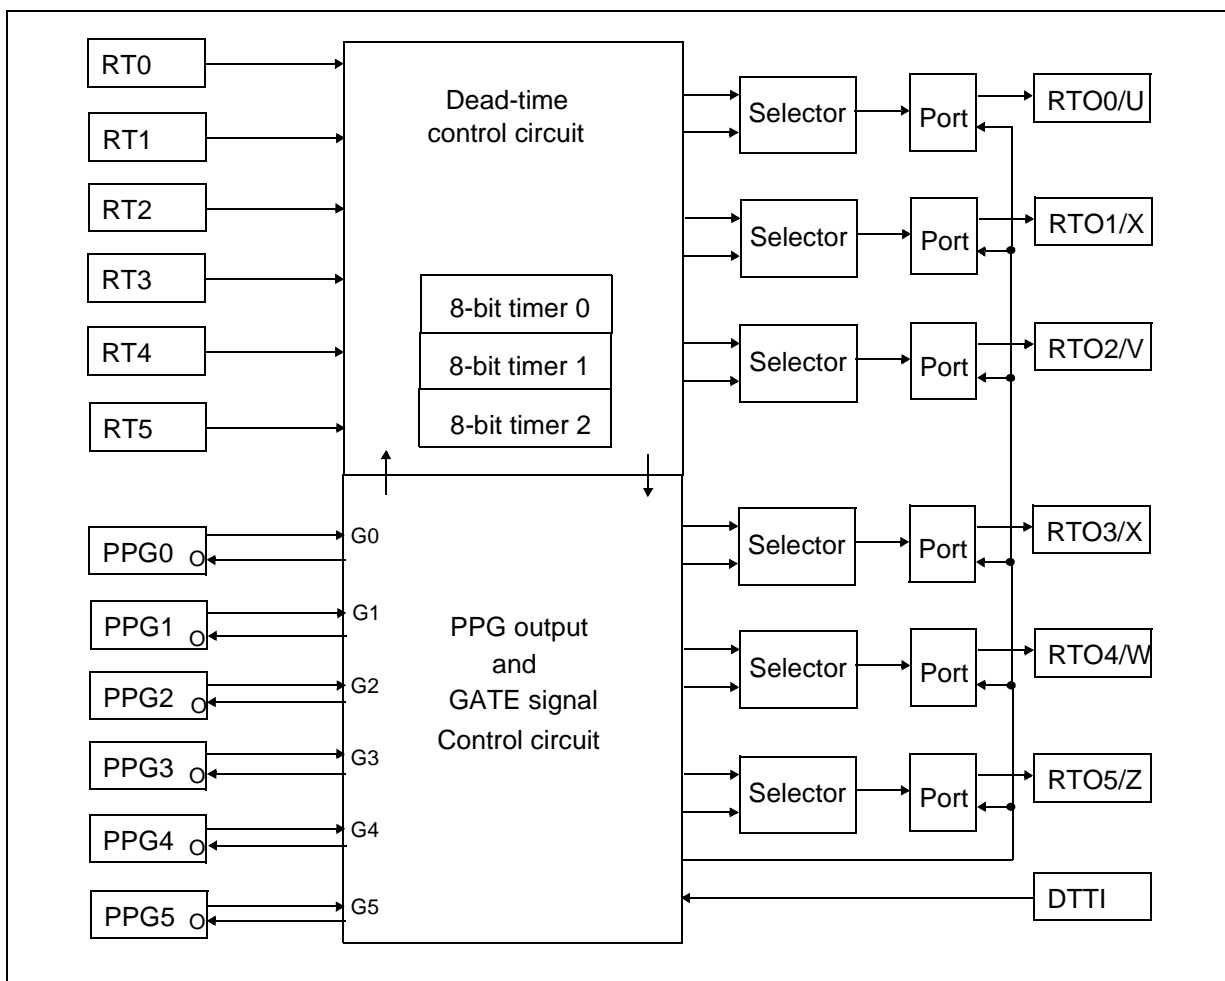 RT0
RT1
RT2
RT3
RT4
RT5
PPG0 O
PPG1 O
PPG2 O
PPG3 O
PPG4 O
PPG5 O
Dead-time
control circuit
8-bit timer 0
8-bit timer 1
8-bit timer 2
G0
G1
G2
G3
G4
G5
PPG output
and
GATE signal
Control circuit
Selector
Port
RTO0/U
Selector
Port
RTO1/X
Selector
Port
RTO2/V
Selector
Port
RTO3/X
Selector
Port
RTO4/W
Selector
Port
RTO5/Z
DTTI